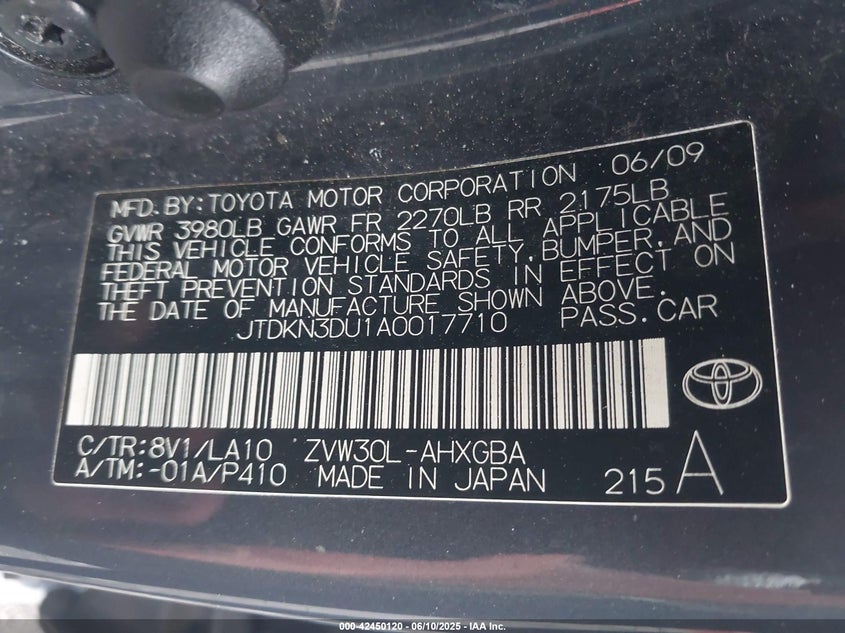 MFD.BY:TOYOTA MOTOR CORPORATION 06/09
GVWR 3980LB GAWR FR 2270LB RR 2175LB
THIS VEHICLE CONFORMS TO ALL APPLICABLE
FEDERAL MOTOR VEHICLE SAFETY,BUMPER,AND
THEFT PREVENTION STANDARDS IN EFFECT ON
THE DATE OF MANUFACTURE SHOWN ABOVE.
JTDKN3DU1A0017710 PASS.CAR
C/TR:8V1/LA10 ZVW30L-AHXGBA
A/TM:-01A/P410 MADE IN JAPAN 215 A
000-42450120 - 06/10/2025 - IAA Inc.